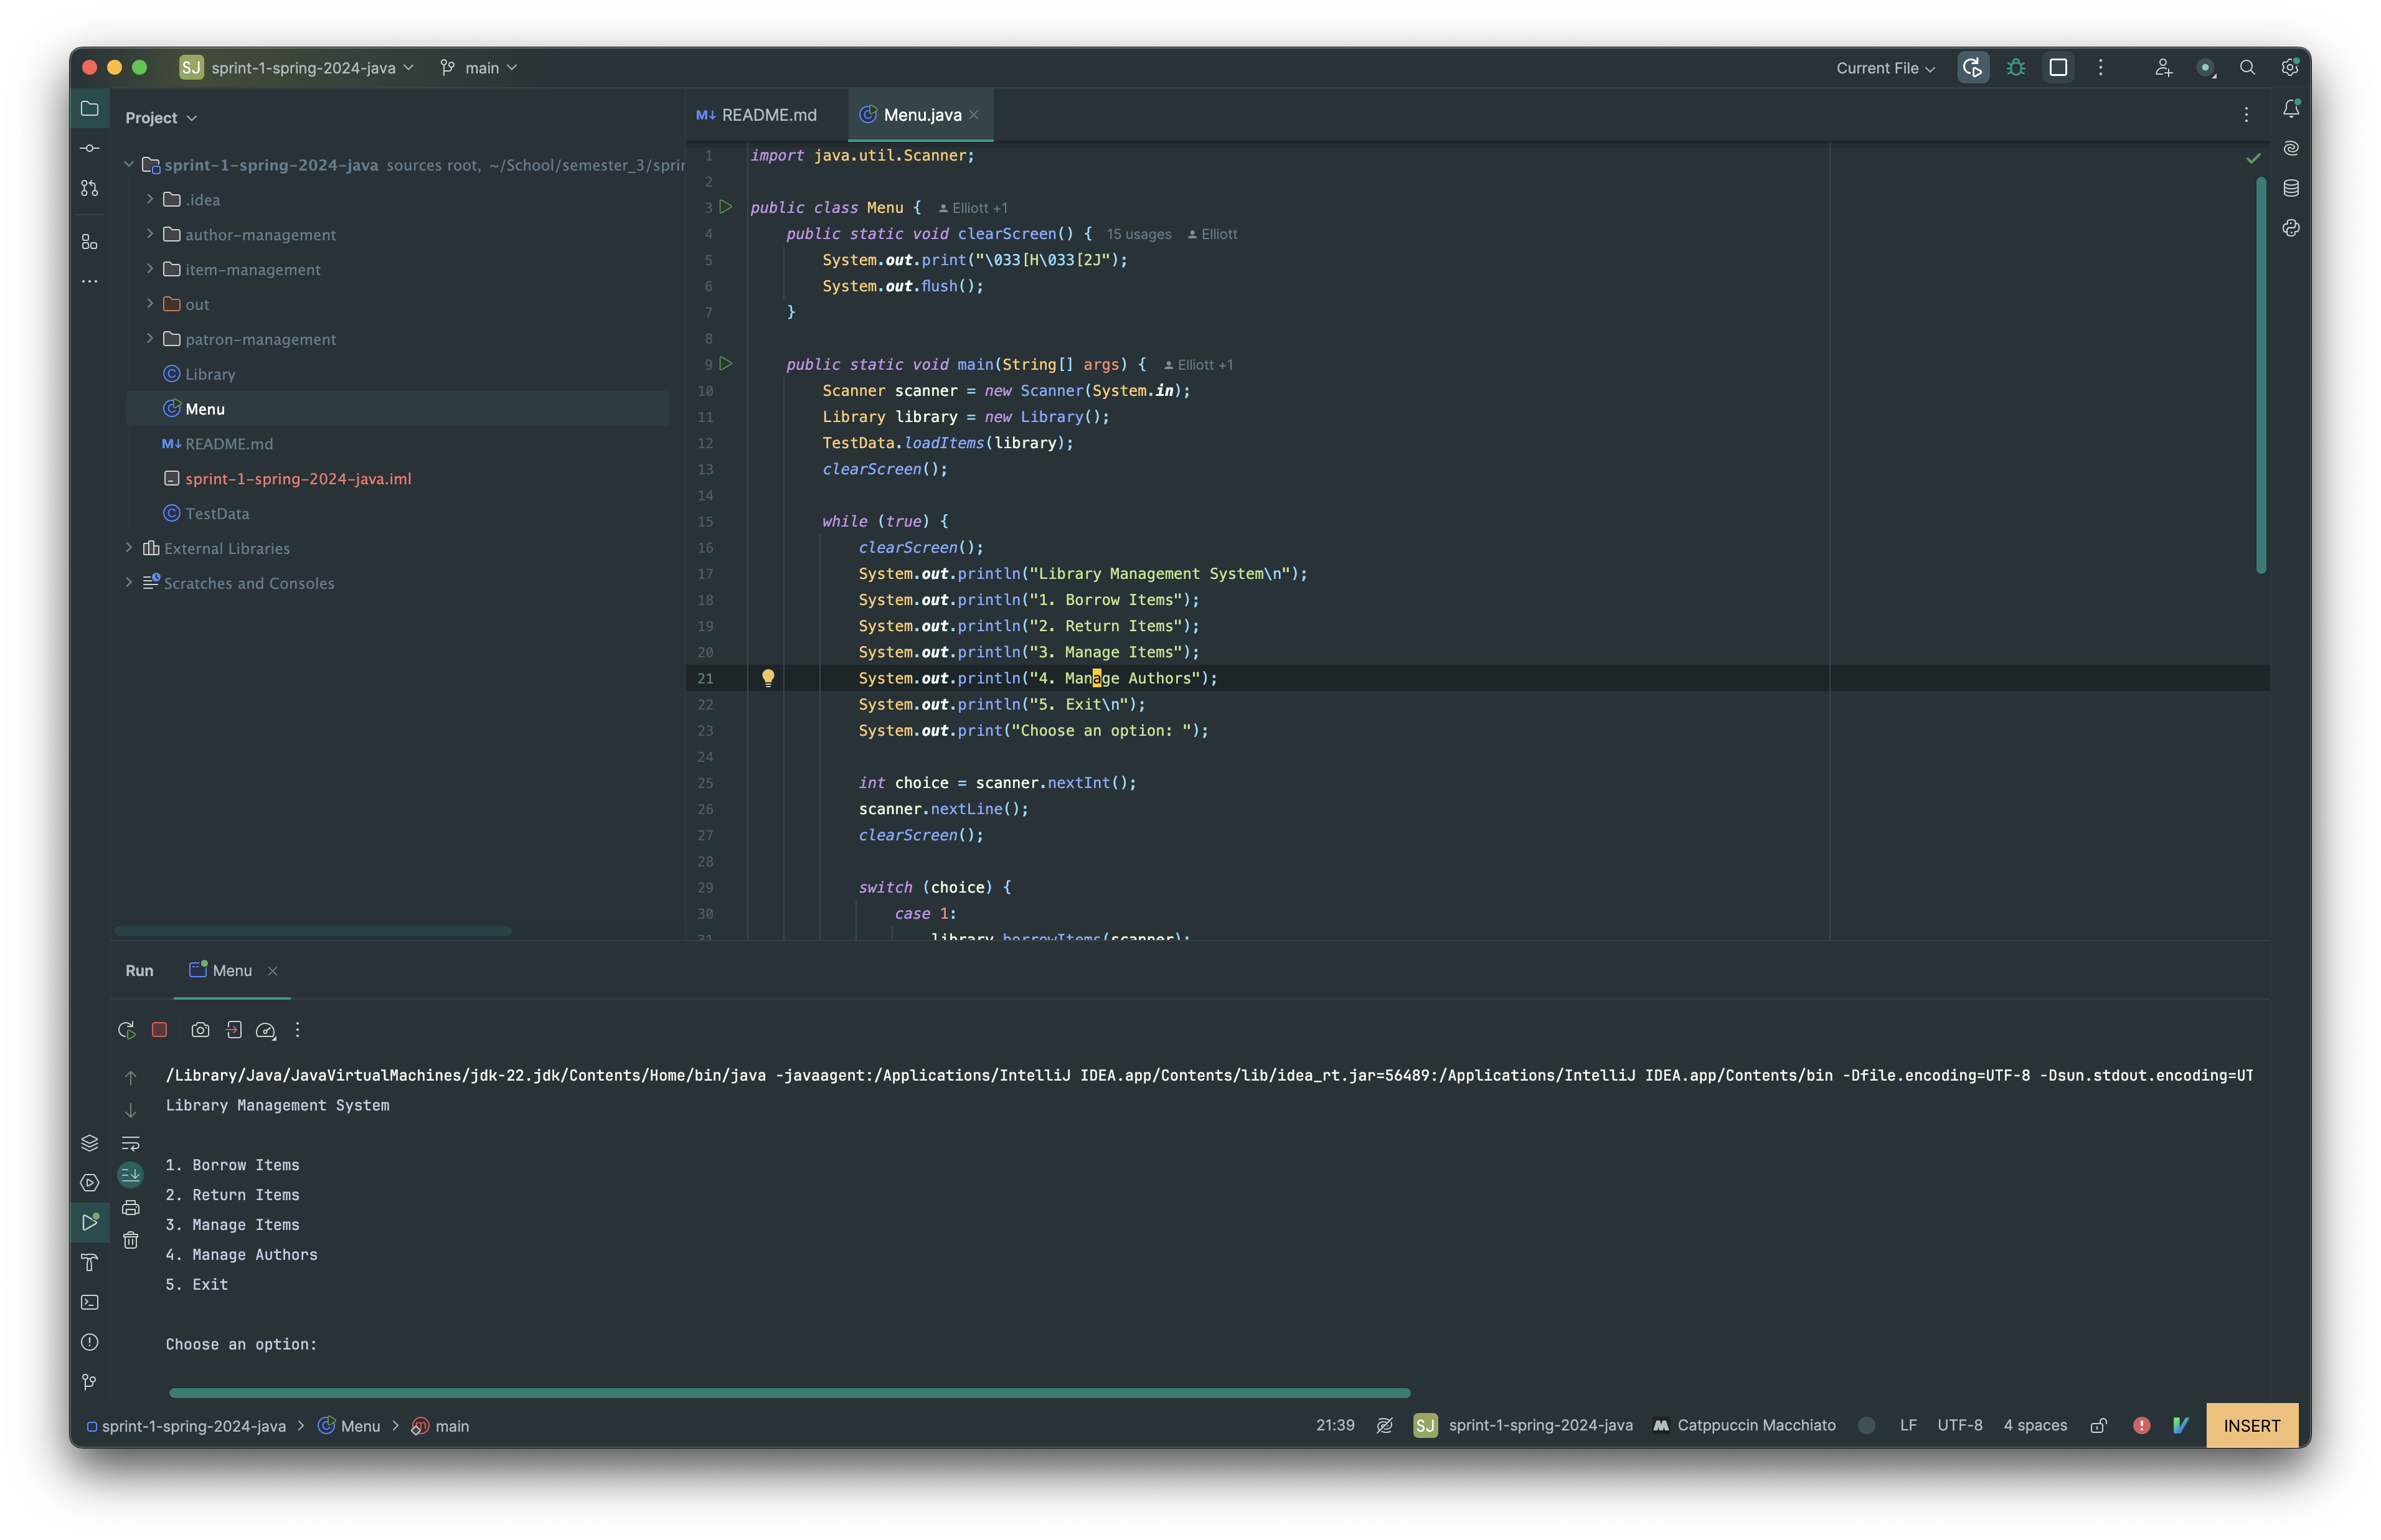 SJ sprint-1-spring-2024-java main Current File
Project
README.md Menu.java
sprint-1-spring-2024-java sources root, ~/School/semester_3/sprin
.idea
author-management
item-management
out
patron-management
Library
Menu
M↓ README.md
sprint-1-spring-2024-java.iml
TestData
External Libraries
Scratches and Consoles
1 import java.util.Scanner;
2
3 public class Menu { Elliott +1
4 public static void clearScreen() { 15 usages Elliott
5 System.out.print("\033[H\033[2J");
6 System.out.flush();
7 }
8
9 public static void main(String[] args) { Elliott +1
10 Scanner scanner = new Scanner(System.in);
11 Library library = new Library();
12 TestData.loadItems(library);
13 clearScreen();
14
15 while (true) {
16 clearScreen();
17 System.out.println("Library Management System\n");
18 System.out.println("1. Borrow Items");
19 System.out.println("2. Return Items");
20 System.out.println("3. Manage Items");
21 System.out.println("4. Manage Authors");
22 System.out.println("5. Exit\n");
23 System.out.print("Choose an option: ");
24
25 int choice = scanner.nextInt();
26 scanner.nextLine();
27 clearScreen();
28
29 switch (choice) {
30 case 1:
31 library.borrowItems(scanner);
Run Menu
/Library/Java/JavaVirtualMachines/jdk-22.jdk/Contents/Home/bin/java -javaagent:/Applications/IntelliJ IDEA.app/Contents/lib/idea_rt.jar=56489:/Applications/IntelliJ IDEA.app/Contents/bin -Dfile.encoding=UTF-8 -Dsun.stdout.encoding=UT
Library Management System
1. Borrow Items
2. Return Items
3. Manage Items
4. Manage Authors
5. Exit
Choose an option:
sprint-1-spring-2024-java > Menu > main 21:39 SJ sprint-1-spring-2024-java Catppuccin Macchiato LF UTF-8 4 spaces INSERT